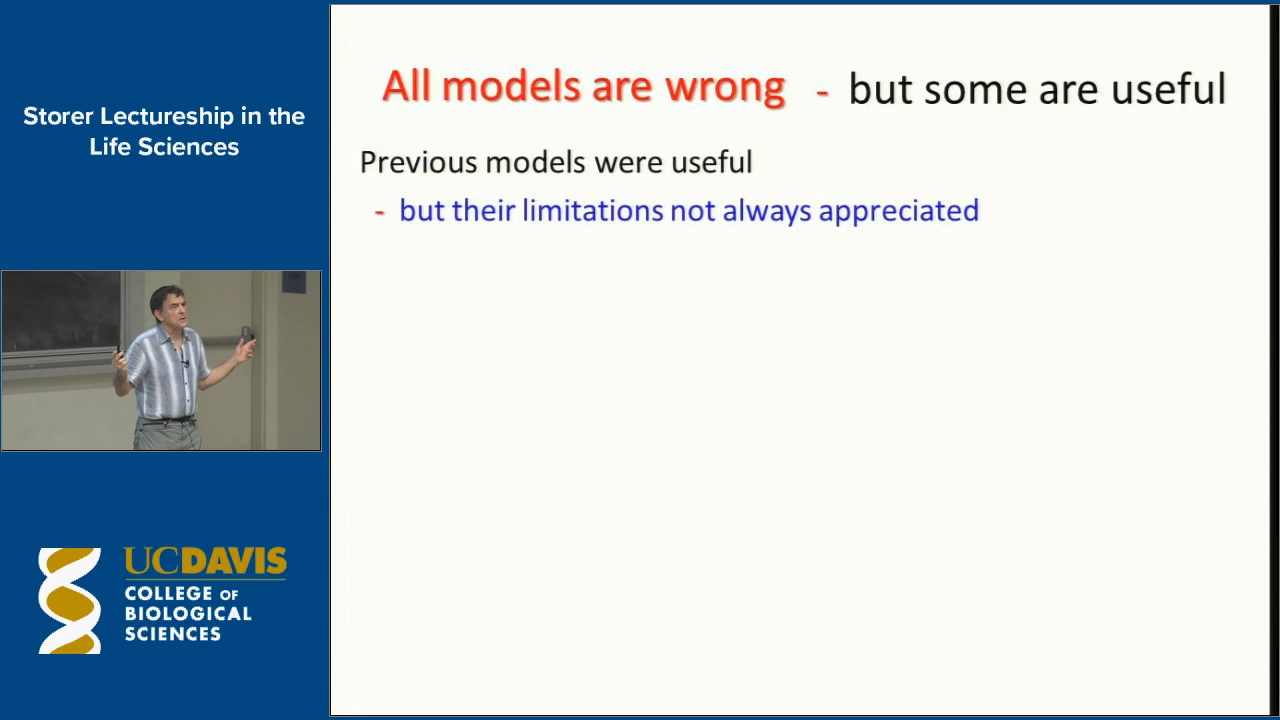 Storer Lectureship in the
Life Sciences
All models are wrong - but some are useful
Previous models were useful
- but their limitations not always appreciated
UCDAVIS
COLLEGE OF
BIOLOGICAL
SCIENCES